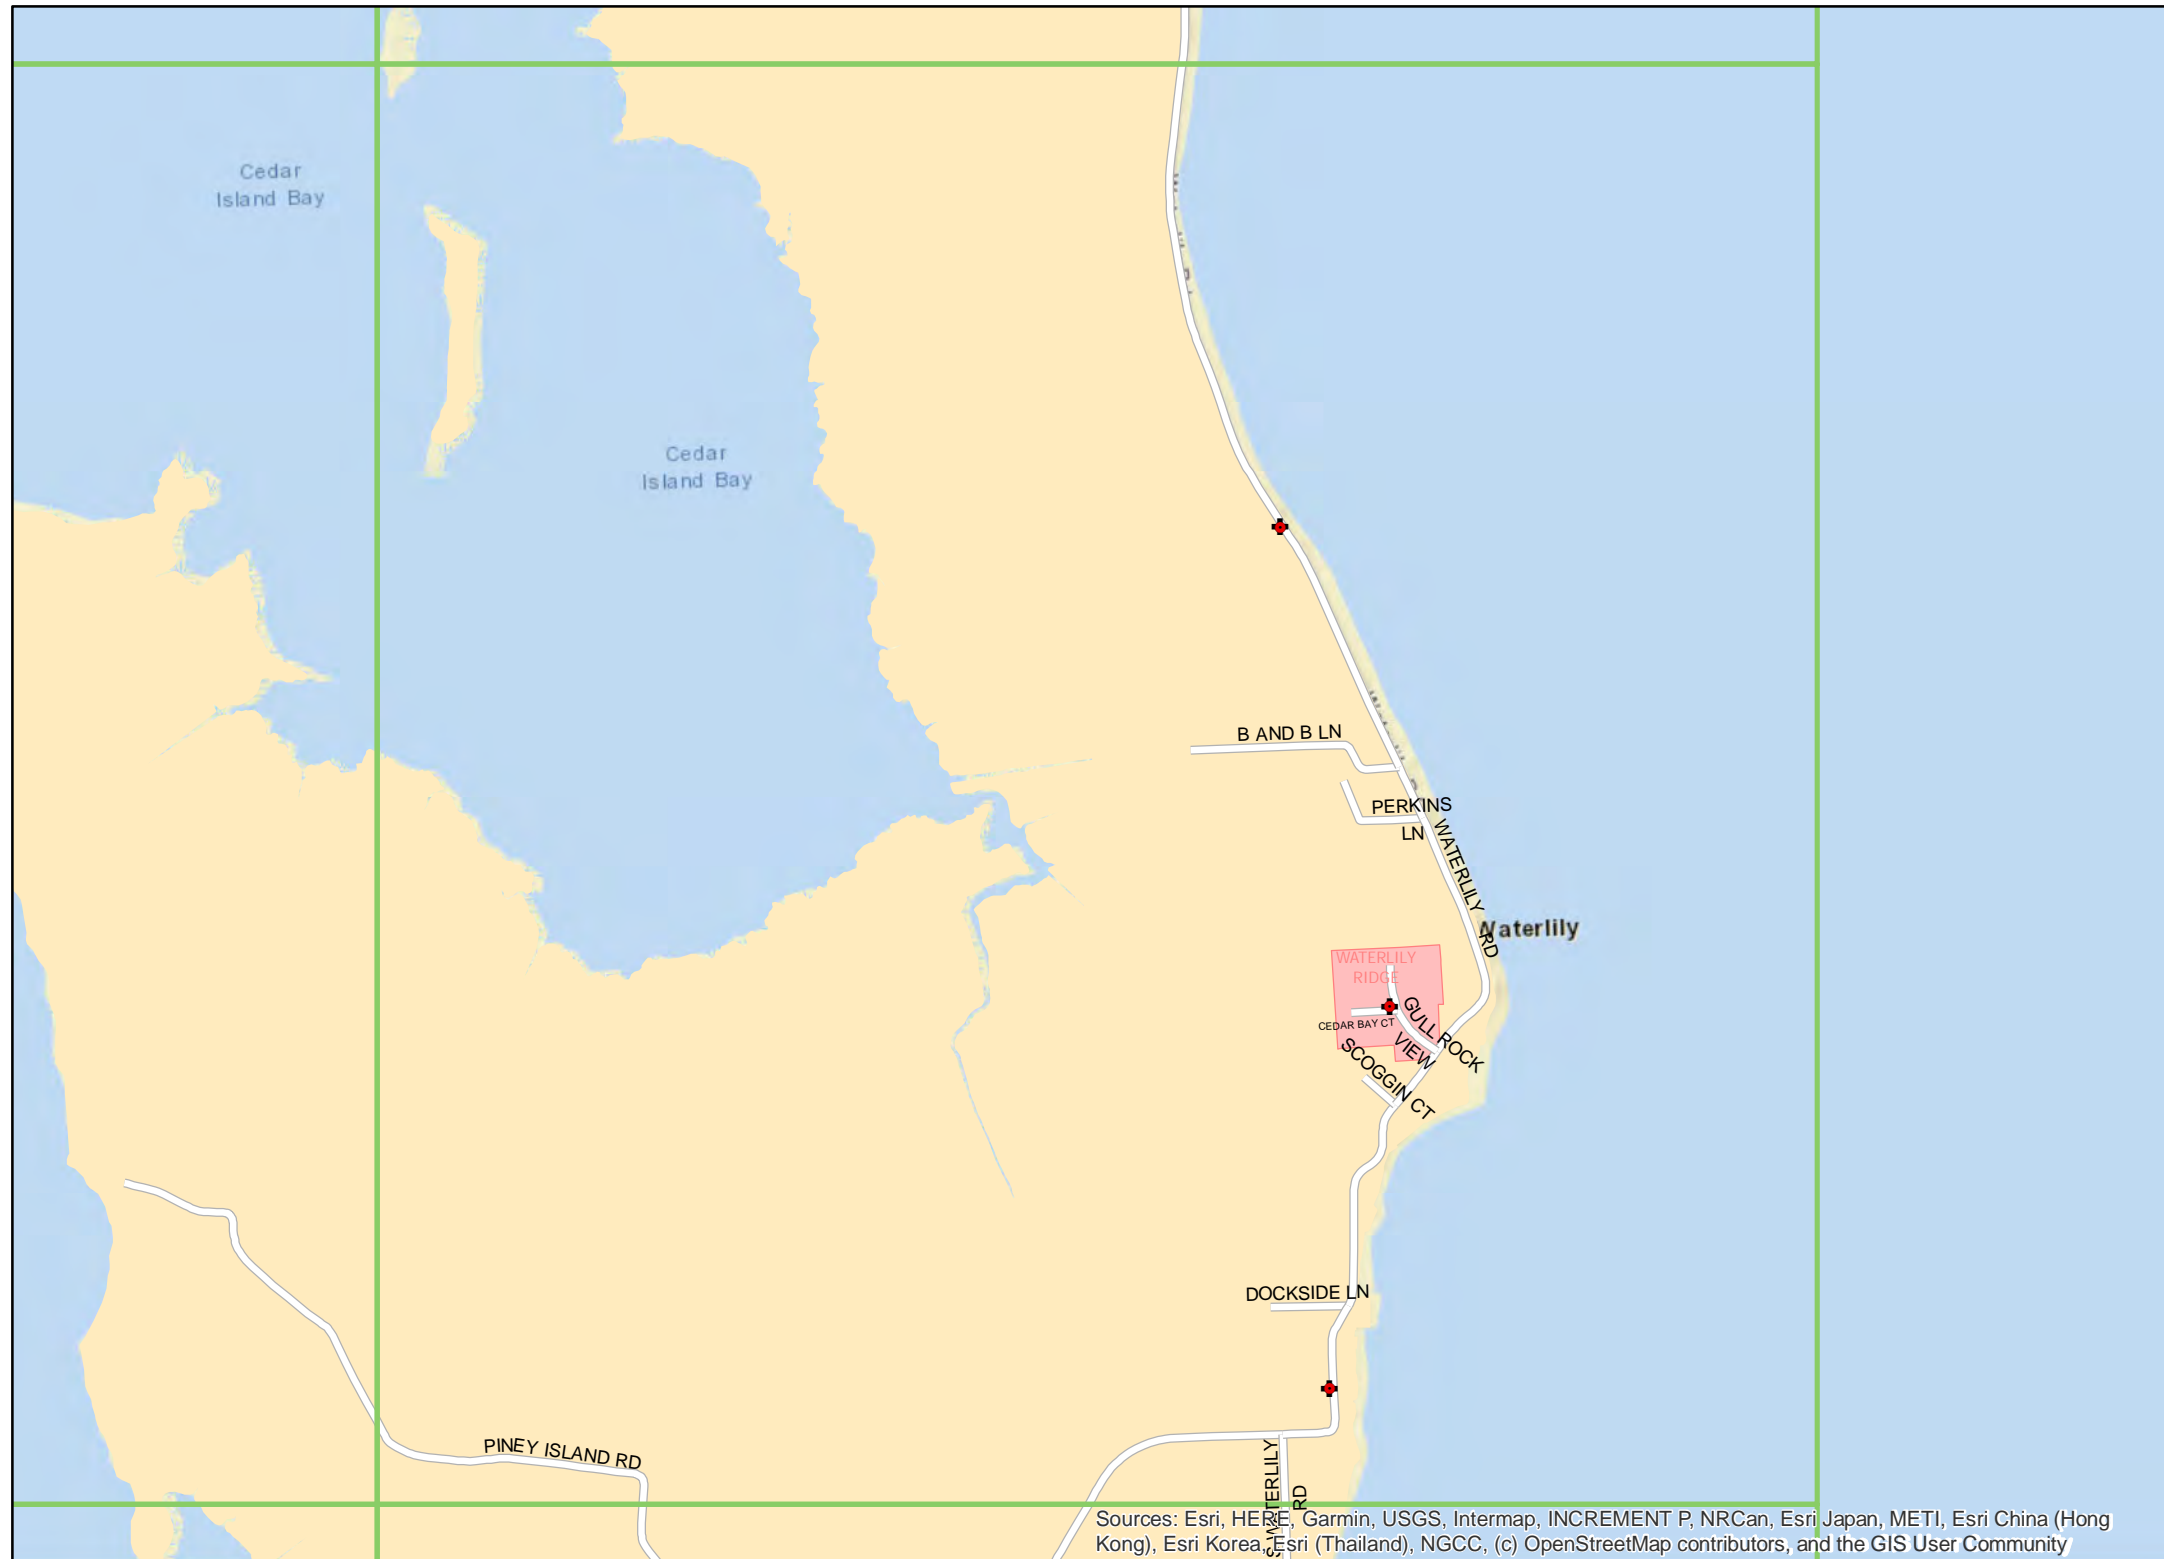 Cedar
Island Bay
Cedar
Island Bay
B AND B LN
PERKINS
LN
WATERLILY RD
Waterlily
WATERLILY
RIDGE
GULL ROCK
VIEW
CEDAR BAY CT
SCOGGIN CT
DOCKSIDE LN
PINEY ISLAND RD
S WATERLILY
RD
Sources: Esri, HERE, Garmin, USGS, Intermap, INCREMENT P, NRCan, Esri Japan, METI, Esri China (Hong
Kong), Esri Korea, Esri (Thailand), NGCC, (c) OpenStreetMap contributors, and the GIS User Community